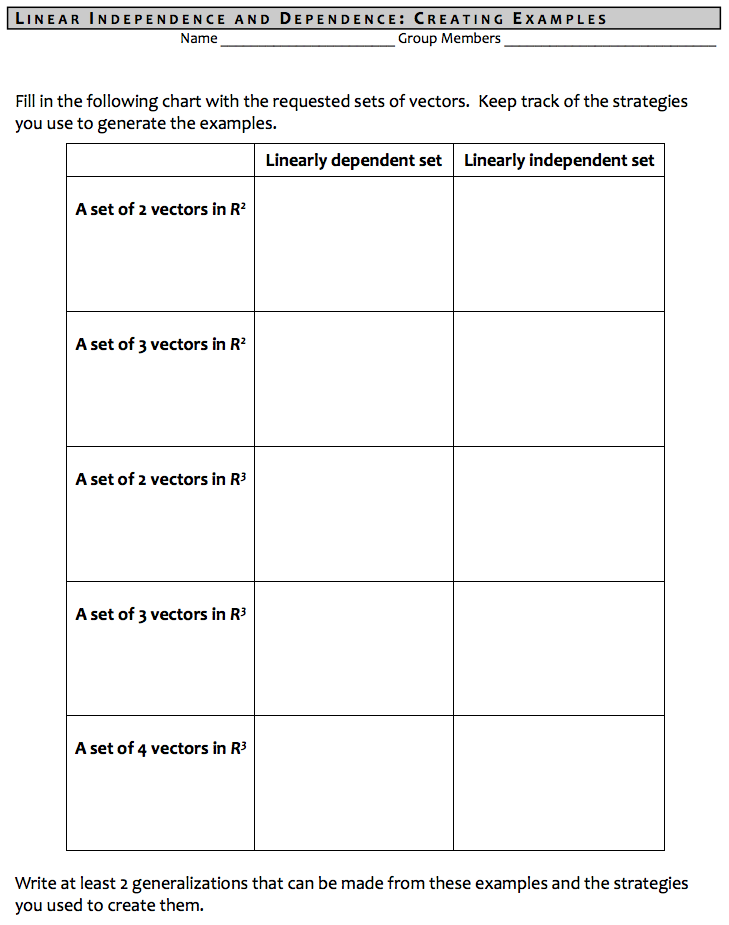 LINEAR INDEPENDENCE AND DEPENDENCE: CREATING EXAMPLES
Name ______________________ Group Members ___________________________
Fill in the following chart with the requested sets of vectors. Keep track of the strategies
you use to generate the examples.
Linearly dependent set Linearly independent set
A set of 2 vectors in R²
A set of 3 vectors in R²
A set of 2 vectors in R³
A set of 3 vectors in R³
A set of 4 vectors in R³
Write at least 2 generalizations that can be made from these examples and the strategies
you used to create them.